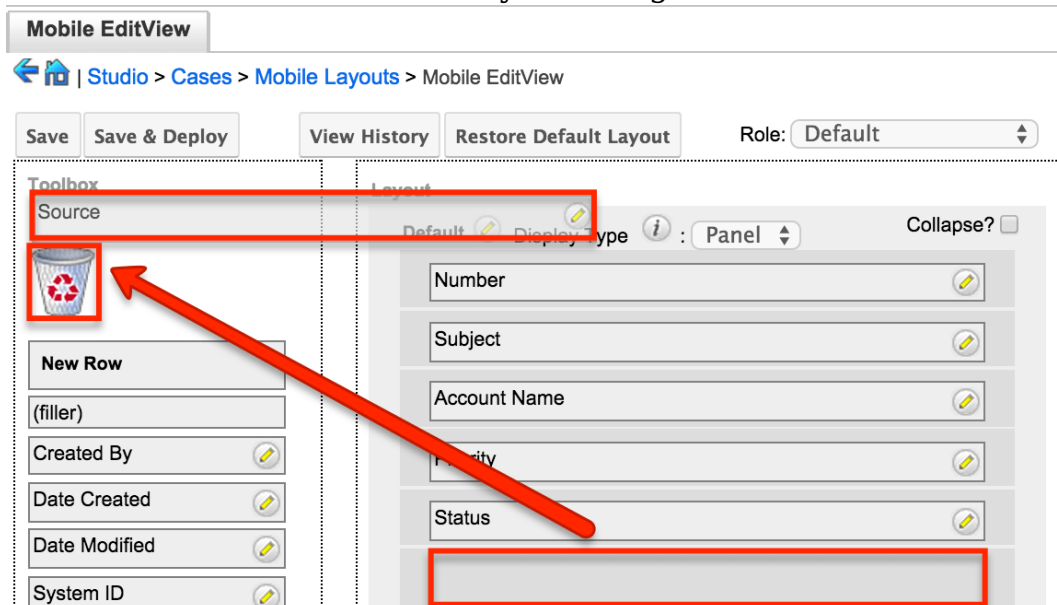 Mobile EditView
| Studio > Cases > Mobile Layouts > Mobile EditView
Save Save & Deploy View History Restore Default Layout Role: Default
Toolbox
Source
Layout
Default Display Type i : Panel Collapse?
New Row
(filler)
Created By
Date Created
Date Modified
System ID
Number
Subject
Account Name
Priority
Status